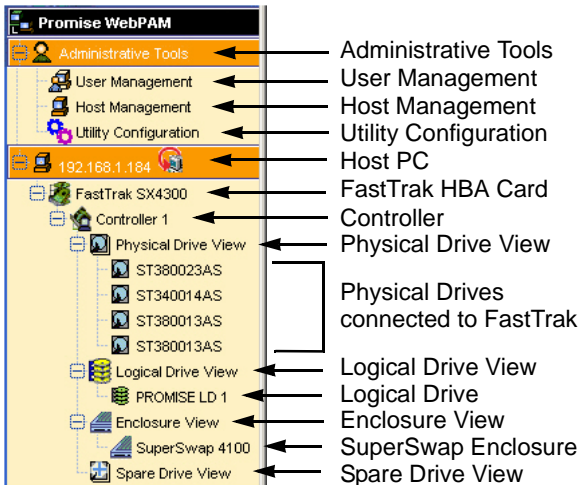 Promise WebPAM
Administrative Tools Administrative Tools
User Management User Management
Host Management Host Management
Utility Configuration Utility Configuration
192.168.1.184 Host PC
FastTrak SX4300 FastTrak HBA Card
Controller 1 Controller
Physical Drive View Physical Drive View
ST380023AS
ST340014AS
ST380013AS
ST380013AS
Physical Drives
connected to FastTrak
Logical Drive View Logical Drive View
PROMISE LD 1 Logical Drive
Enclosure View Enclosure View
SuperSwap 4100 SuperSwap Enclosure
Spare Drive View Spare Drive View